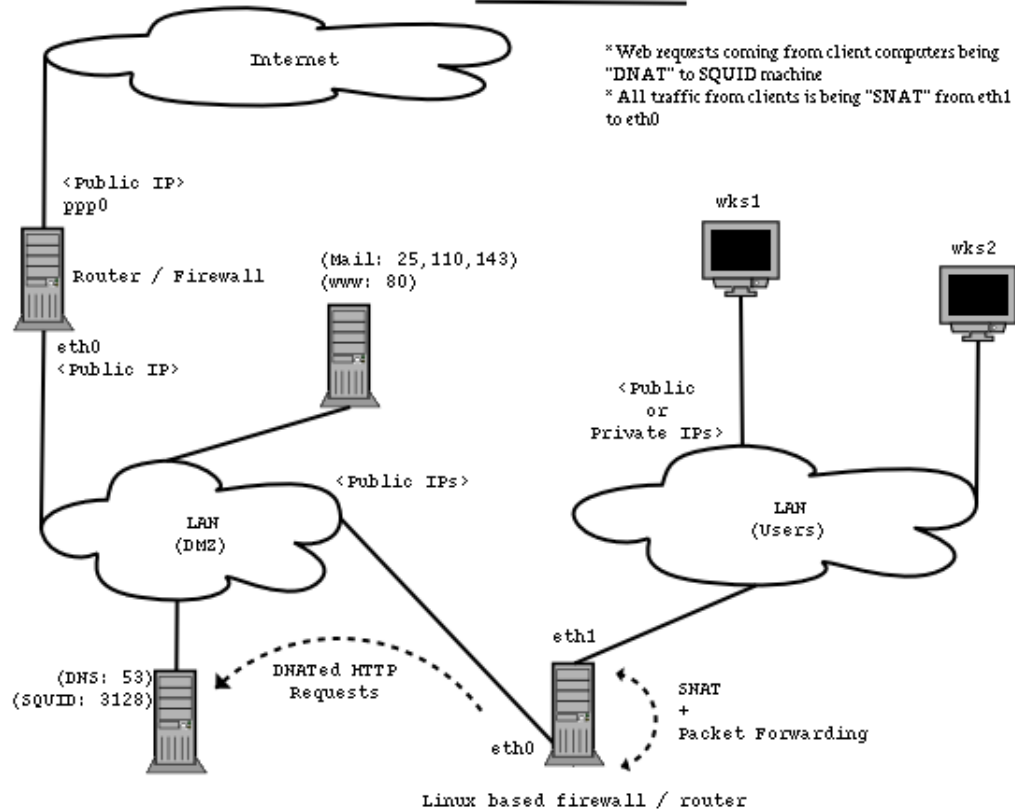 Internet
* Web requests coming from client computers being
"DNAT" to SQUID machine
* All traffic from clients is being "SNAT" from eth1
to eth0
<Public IP>
ppp0
Router / Firewall
eth0
<Public IP>
(Mail: 25,110,143)
(www: 80)
wks1
wks2
<Public
or
Private IPs>
<Public IPs>
LAN
(DMZ)
LAN
(Users)
(DNS: 53)
(SQUID: 3128)
DNATed HTTP
Requests
eth1
eth0
SNAT
+
Packet Forwarding
Linux based firewall / router